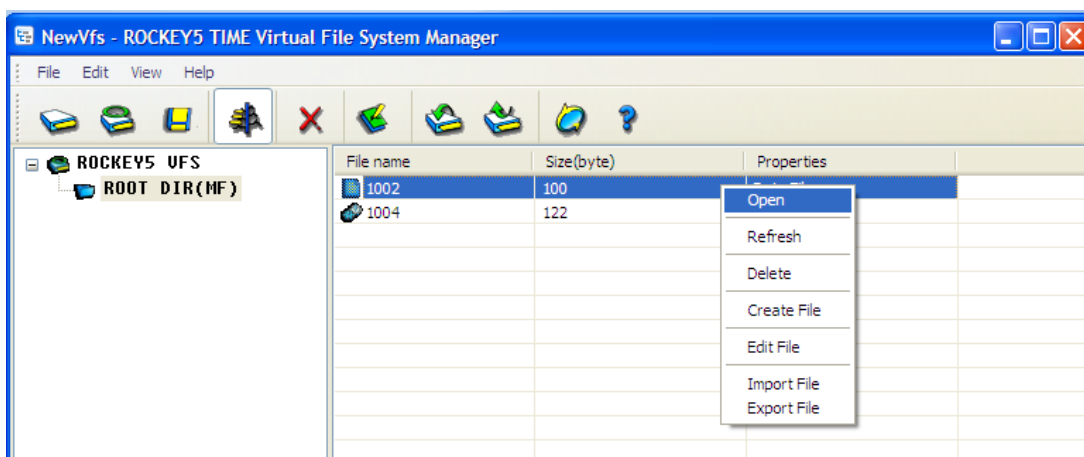 NewVfs - ROCKEY5 TIME Virtual File System Manager
File Edit View Help
ROCKEY5 VFS
ROOT DIR(MF)
File name Size(byte) Properties
1002 100
1004 122
Open
Refresh
Delete
Create File
Edit File
Import File
Export File